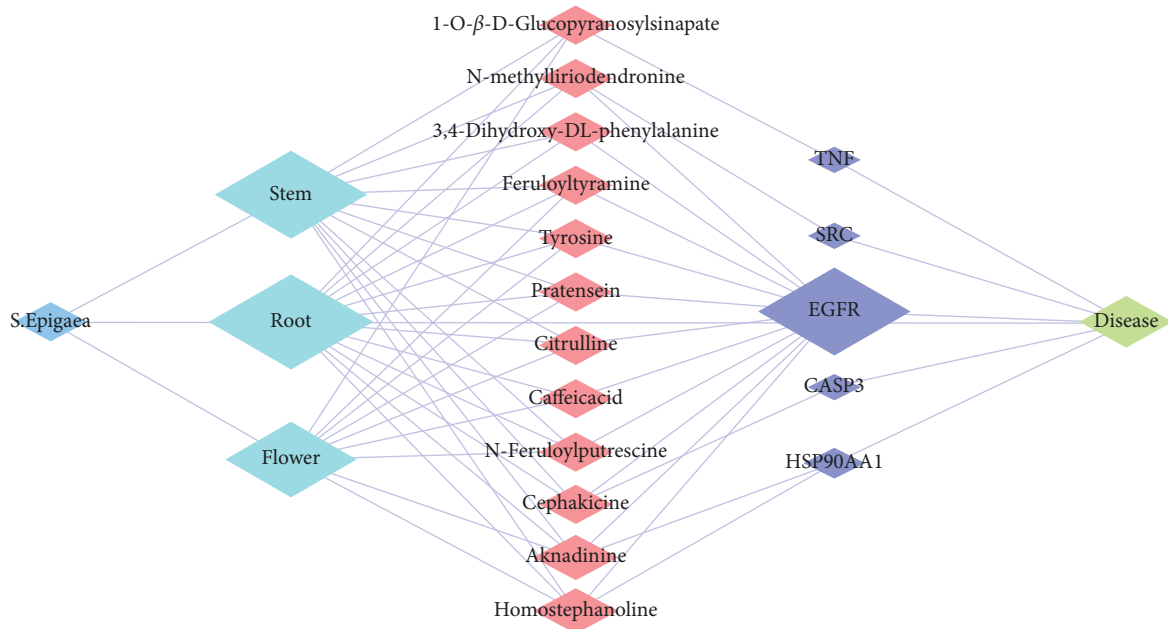 S.Epigaea
Stem
Root
Flower
1-O-β-D-Glucopyranosylsinapate
N-methylliriodendronine
3,4-Dihydroxy-DL-phenylalanine
Feruloyltyramine
Tyrosine
Pratensein
Citrulline
Caffeicacid
N-Feruloylputrescine
Cephakicine
Aknadinine
Homostephanoline
TNF
SRC
EGFR
CASP3
HSP90AA1
Disease